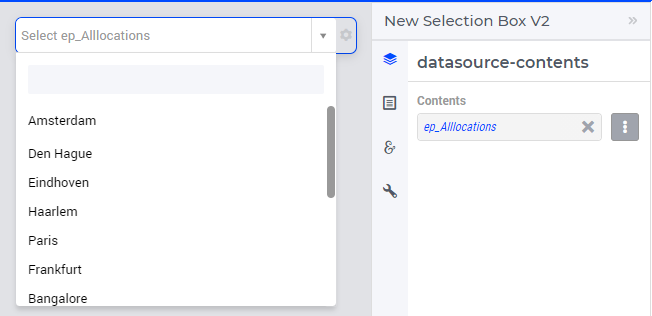 Select ep_Alllocations
Amsterdam
Den Hague
Eindhoven
Haarlem
Paris
Frankfurt
Bangalore
New Selection Box V2
datasource-contents
Contents
ep_Alllocations